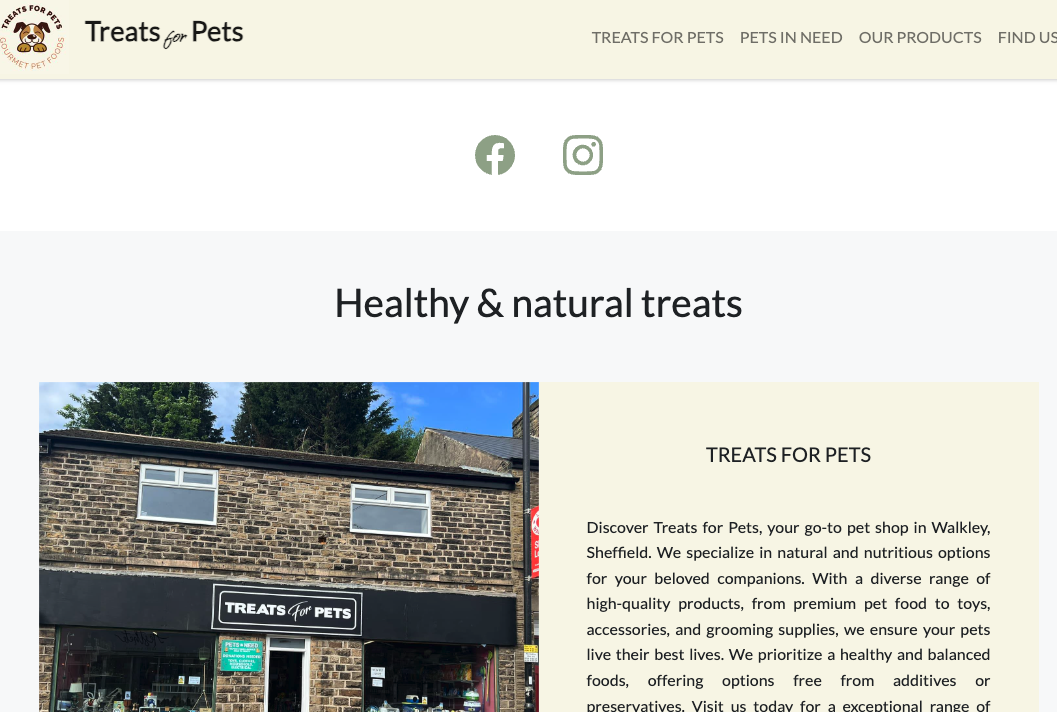 TREATS FOR PETS
GOURMET PET FOODS
Treats for Pets
TREATS FOR PETS PETS IN NEED OUR PRODUCTS FIND US
Healthy & natural treats
TREATS For PETS
PETS IN NEED
TREATS FOR PETS
Discover Treats for Pets, your go-to pet shop in Walkley,
Sheffield. We specialize in natural and nutritious options
for your beloved companions. With a diverse range of
high-quality products, from premium pet food to toys,
accessories, and grooming supplies, we ensure your pets
live their best lives. We prioritize a healthy and balanced
foods, offering options free from additives or
preservatives. Visit us today for a exceptional range of